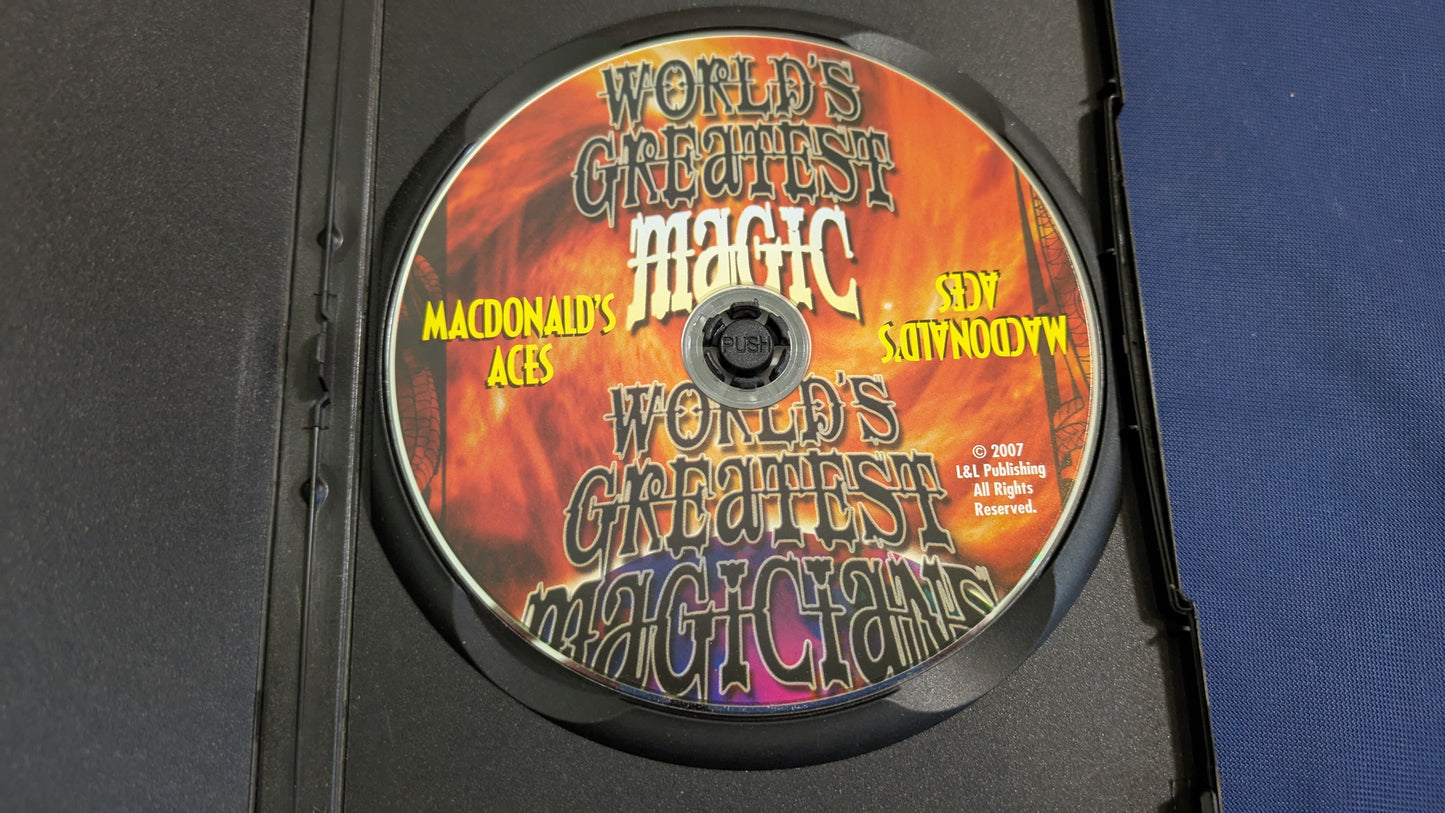 WORLD'S
GREATEST
MAGIC
MACDONALD'S
ACES
MACDONALD'S
ACES
PUSH
WORLD'S
GREATEST
MAGICIANS
© 2007
L&L Publishing
All Rights
Reserved.